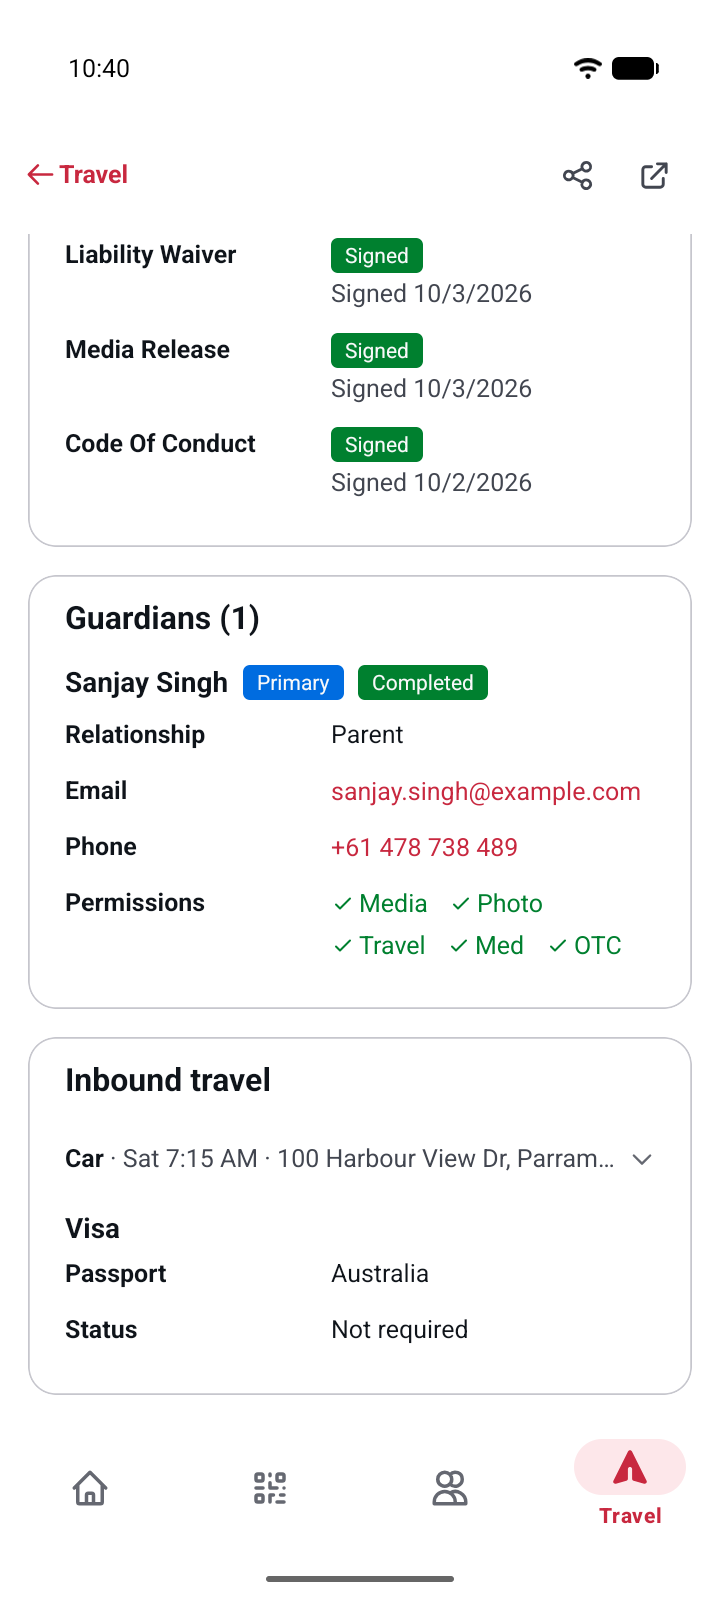 10:40
Travel
Liability Waiver Signed
Signed 10/3/2026
Media Release Signed
Signed 10/3/2026
Code Of Conduct Signed
Signed 10/2/2026
Guardians (1)
Sanjay Singh Primary Completed
Relationship Parent
Email sanjay.singh@example.com
Phone +61 478 738 489
Permissions ✓ Media ✓ Photo
✓ Travel ✓ Med ✓ OTC
Inbound travel
Car · Sat 7:15 AM · 100 Harbour View Dr, Parram...
Visa
Passport Australia
Status Not required
Travel